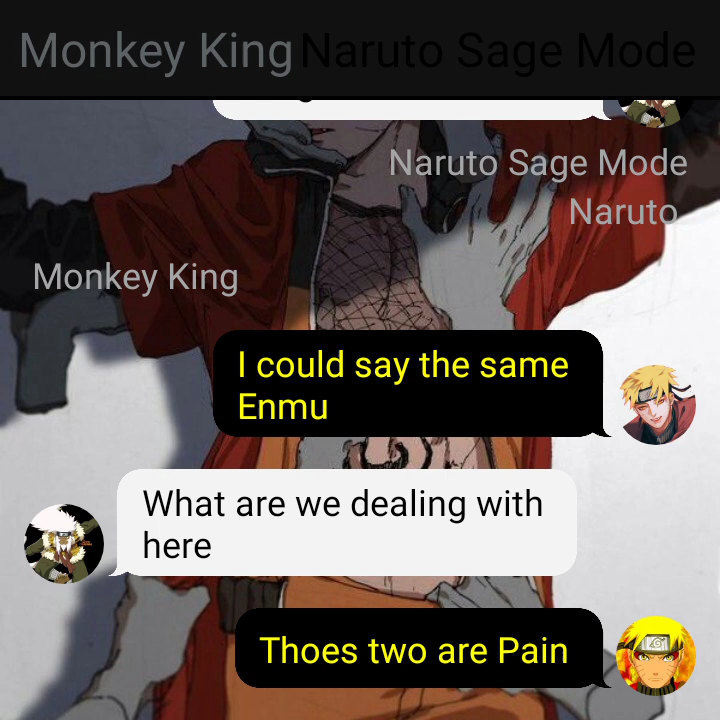 Monkey King Naruto Sage Mode
Naruto Sage Mode
Naruto
Monkey King
I could say the same
Enmu
What are we dealing with
here
Thoes two are Pain